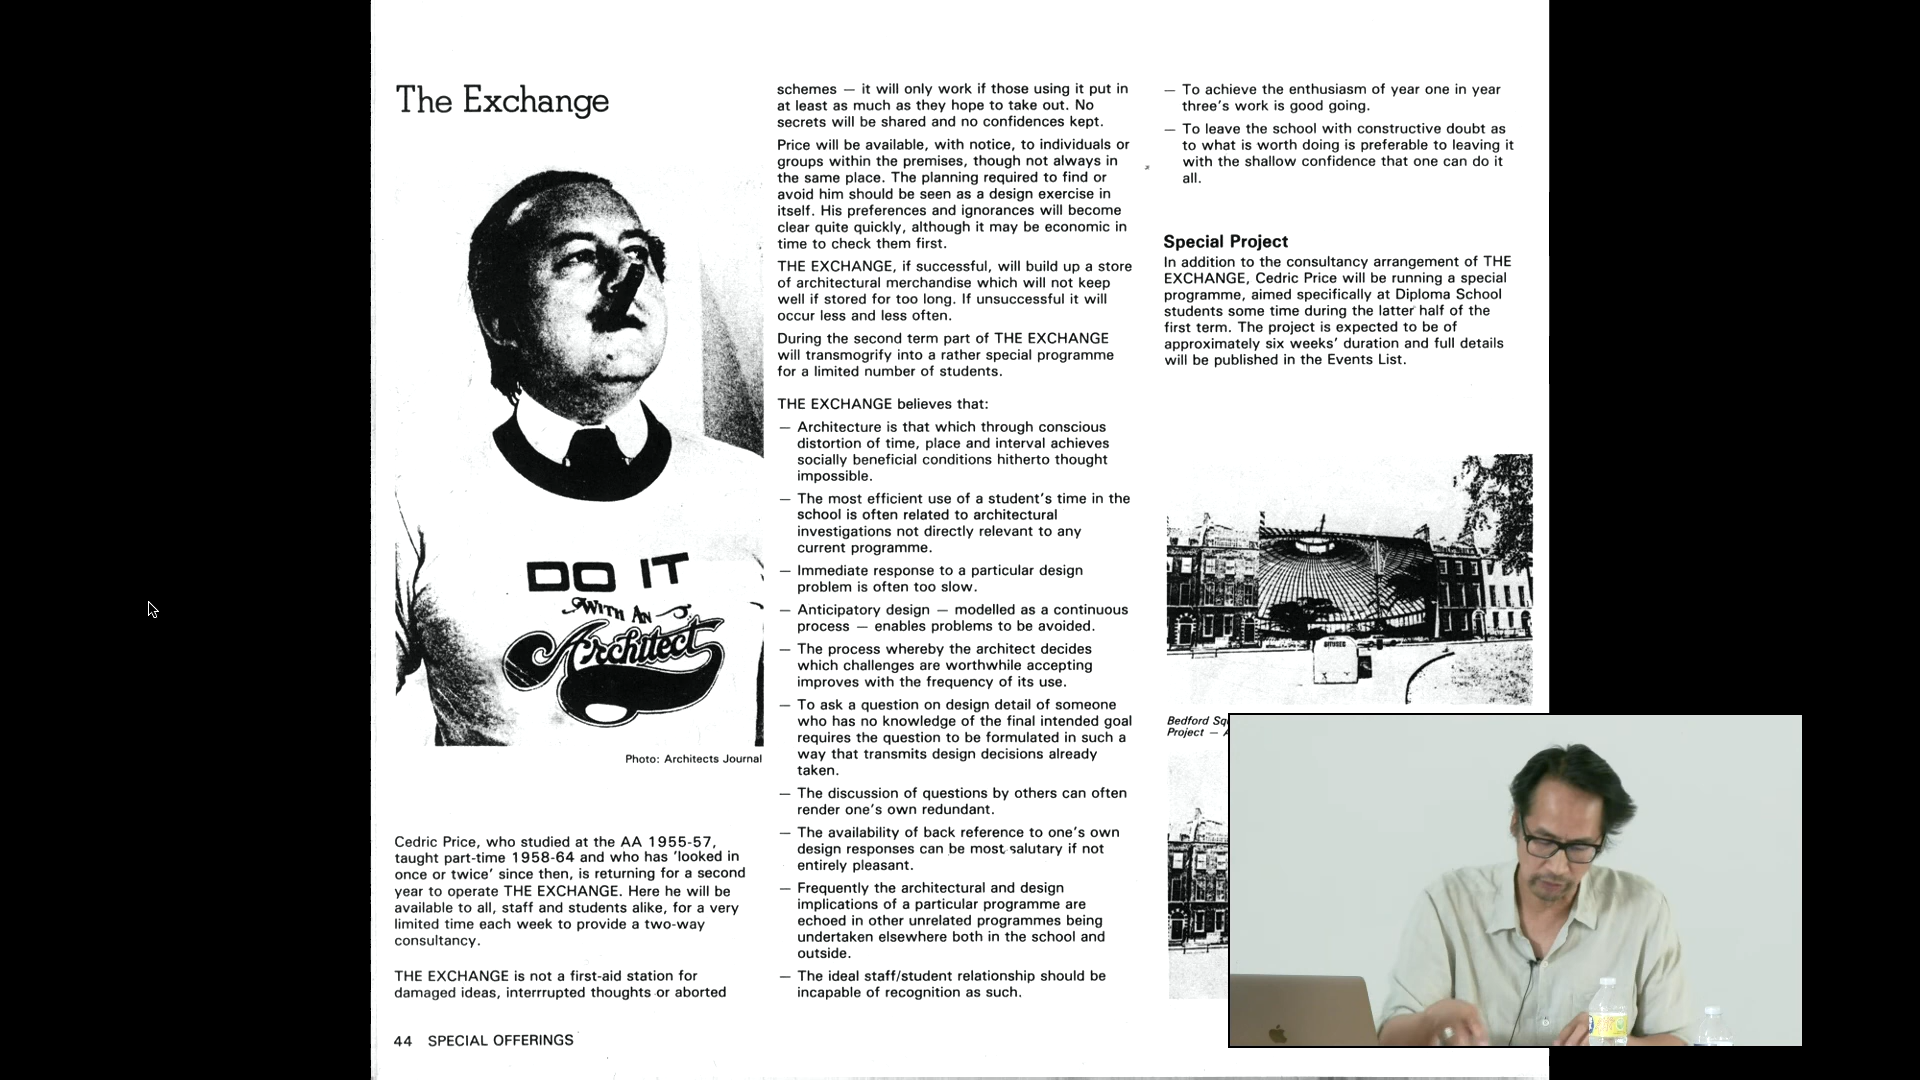 The Exchange
DO IT
WITH AN
Architect
Photo: Architects Journal
Cedric Price, who studied at the AA 1955-57,
taught part-time 1958-64 and who has ‘looked in
once or twice’ since then, is returning for a second
year to operate THE EXCHANGE. Here he will be
available to all, staff and students alike, for a very
limited time each week to provide a two-way
consultancy.
THE EXCHANGE is not a first-aid station for
damaged ideas, interrrupted thoughts or aborted
44 SPECIAL OFFERINGS
schemes — it will only work if those using it put in
at least as much as they hope to take out. No
secrets will be shared and no confidences kept.
Price will be available, with notice, to individuals or
groups within the premises, though not always in
the same place. The planning required to find or
avoid him should be seen as a design exercise in
itself. His preferences and ignorances will become
clear quite quickly, although it may be economic in
time to check them first.
THE EXCHANGE, if successful, will build up a store
of architectural merchandise which will not keep
well if stored for too long. If unsuccessful it will
occur less and less often.
During the second term part of THE EXCHANGE
will transmogrify into a rather special programme
for a limited number of students.
THE EXCHANGE believes that:
— Architecture is that which through conscious
distortion of time, place and interval achieves
socially beneficial conditions hitherto thought
impossible.
— The most efficient use of a student’s time in the
school is often related to architectural
investigations not directly relevant to any
current programme.
— Immediate response to a particular design
problem is often too slow.
— Anticipatory design — modelled as a continuous
process — enables problems to be avoided.
— The process whereby the architect decides
which challenges are worthwhile accepting
improves with the frequency of its use.
— To ask a question on design detail of someone
who has no knowledge of the final intended goal
requires the question to be formulated in such a
way that transmits design decisions already
taken.
— The discussion of questions by others can often
render one’s own redundant.
— The availability of back reference to one’s own
design responses can be most salutary if not
entirely pleasant.
— Frequently the architectural and design
implications of a particular programme are
echoed in other unrelated programmes being
undertaken elsewhere both in the school and
outside.
— The ideal staff/student relationship should be
incapable of recognition as such.
— To achieve the enthusiasm of year one in year
three’s work is good going.
— To leave the school with constructive doubt as
to what is worth doing is preferable to leaving it
with the shallow confidence that one can do it
all.
Special Project
In addition to the consultancy arrangement of THE
EXCHANGE, Cedric Price will be running a special
programme, aimed specifically at Diploma School
students some time during the latter half of the
first term. The project is expected to be of
approximately six weeks’ duration and full details
will be published in the Events List.
Bedford
Project —